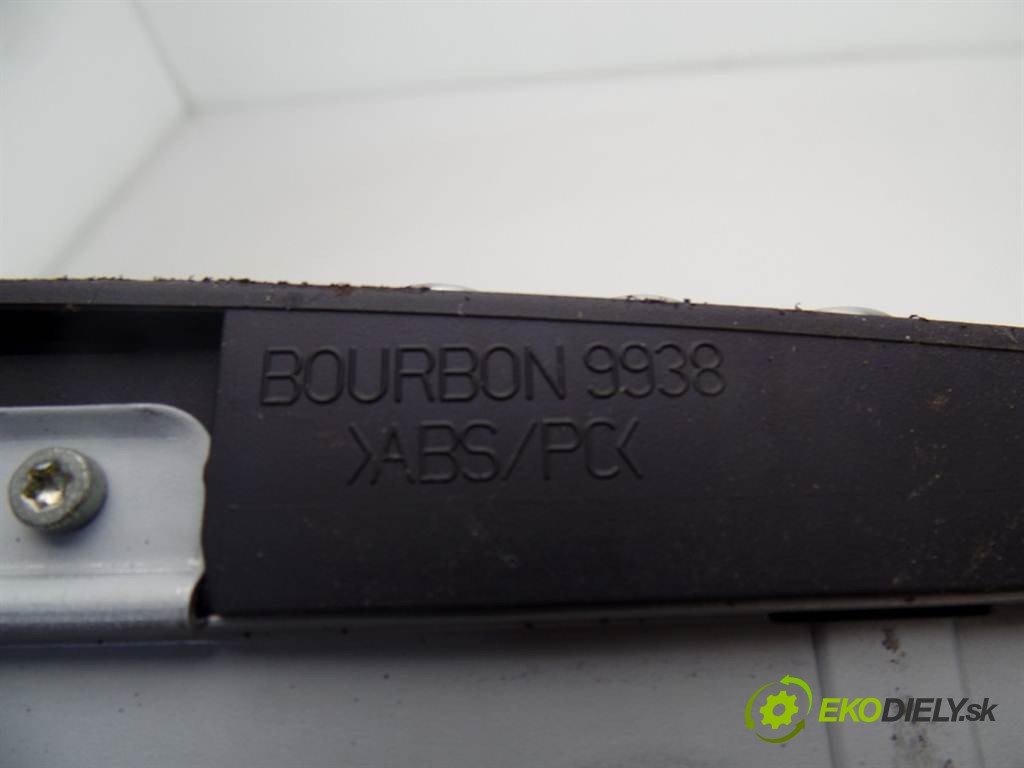 BOURBON 9938
>ABS/PC<
EKODIELY.sk